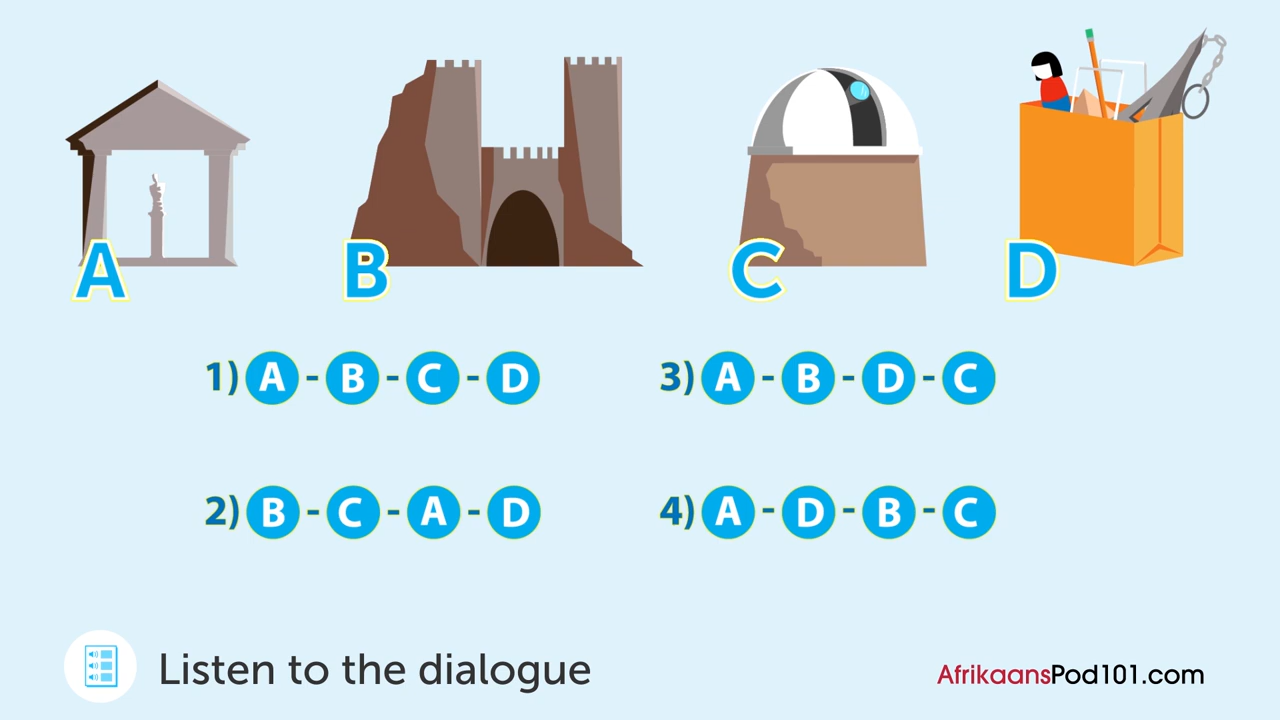 A B C D
1) A - B - C - D
3) A - B - D - C
2) B - C - A - D
4) A - D - B - C
Listen to the dialogue
AfrikaansPod101.com